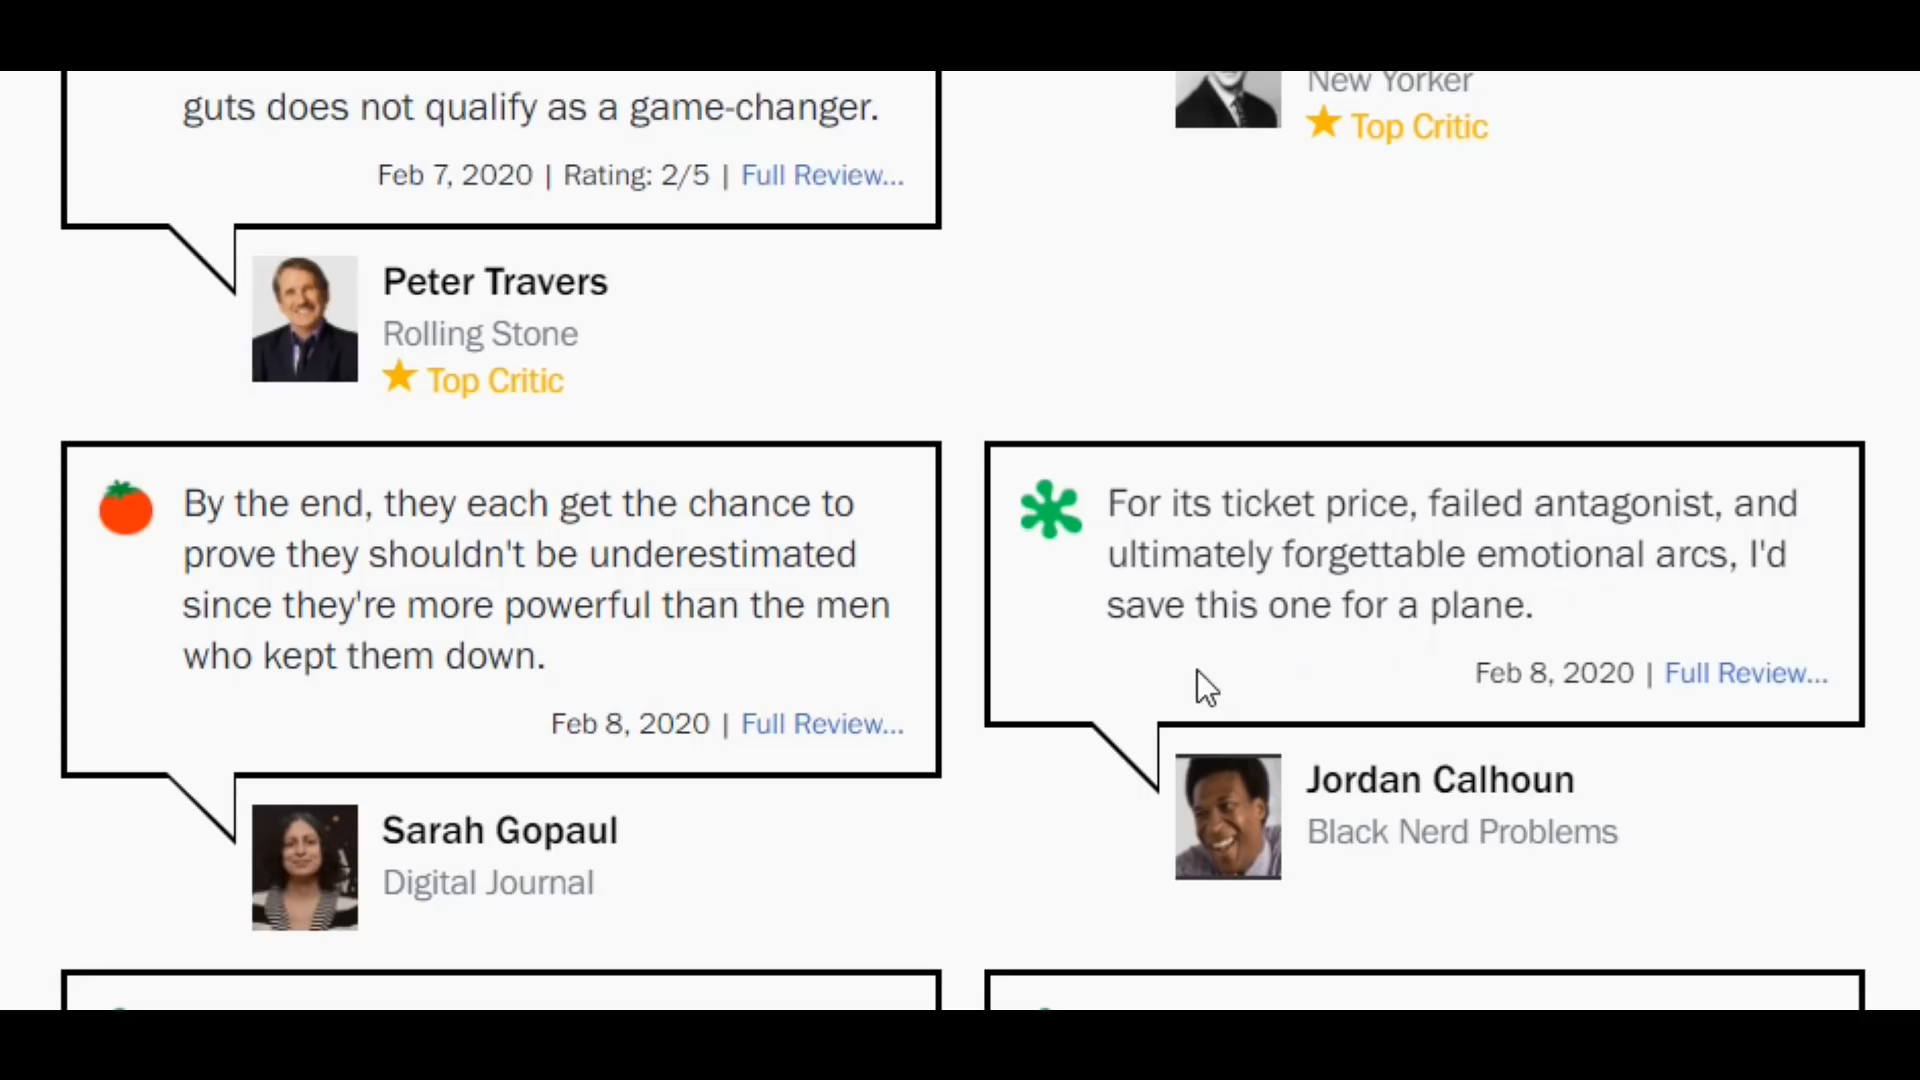 guts does not qualify as a game-changer.
Feb 7, 2020 | Rating: 2/5 | Full Review...
Peter Travers
Rolling Stone
Top Critic
New Yorker
Top Critic
By the end, they each get the chance to
prove they shouldn't be underestimated
since they're more powerful than the men
who kept them down.
Feb 8, 2020 | Full Review...
Sarah Gopaul
Digital Journal
For its ticket price, failed antagonist, and
ultimately forgettable emotional arcs, I'd
save this one for a plane.
Feb 8, 2020 | Full Review...
Jordan Calhoun
Black Nerd Problems